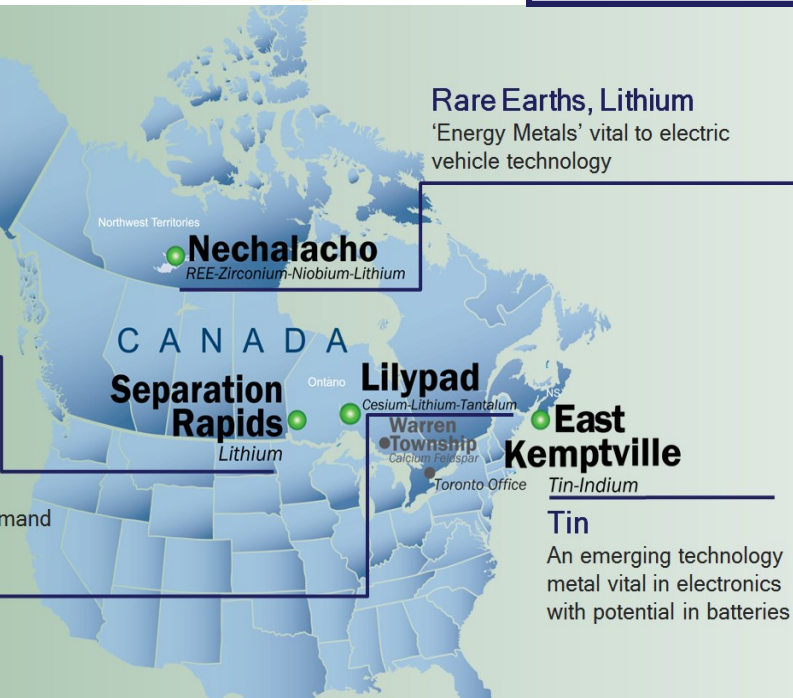 Rare Earths, Lithium
‘Energy Metals’ vital to electric
vehicle technology
Northwest Territories
Nechalacho
REE-Zirconium-Niobium-Lithium
CANADA
Separation
Rapids
Lithium
Ontario
Lilypad
Cesium-Lithium-Tantalum
Warren
Township
Calcium Feldspar
Toronto Office
NS
East
Kemptville
Tin-Indium
Tin
An emerging technology
metal vital in electronics
with potential in batteries
mand